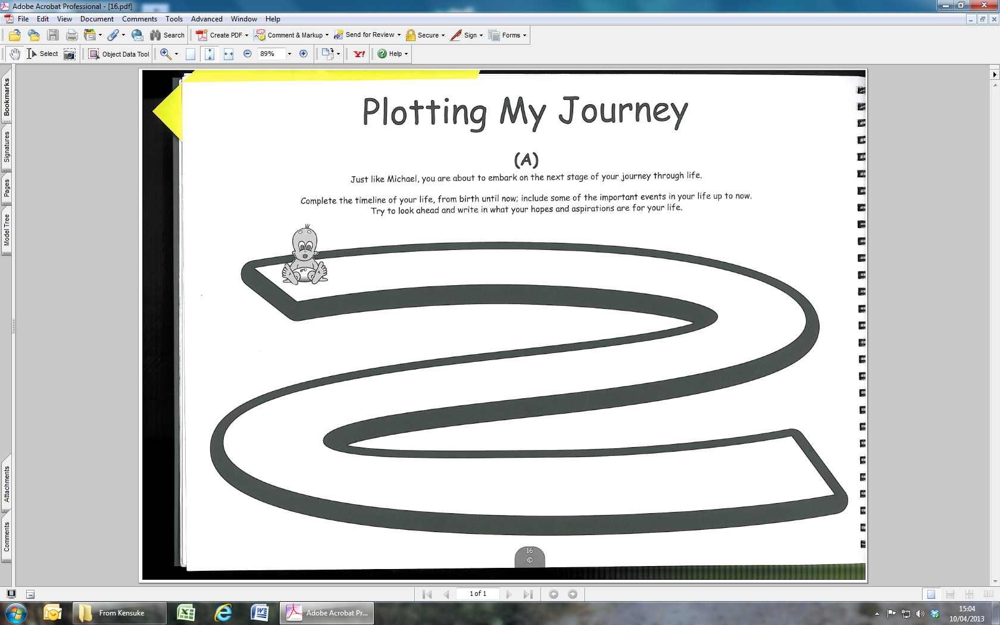 Adobe Acrobat Professional - [16.pdf]
File Edit View Document Comments Tools Advanced Window Help
Search Create PDF Comment & Markup Send for Review Secure Sign Forms
Select Object Data Tool 89% Y! Help
Bookmarks
Signatures
Pages
Model Tree
Attachments
Comments
Plotting My Journey
(A)
Just like Michael, you are about to embark on the next stage of your journey through life.
Complete the timeline of your life, from birth until now; include some of the important events in your life up to now.
Try to look ahead and write in what your hopes and aspirations are for your life.
16
©
1 of 1
From Kensuke
Adobe Acrobat Pr...
15:04
10/04/2013